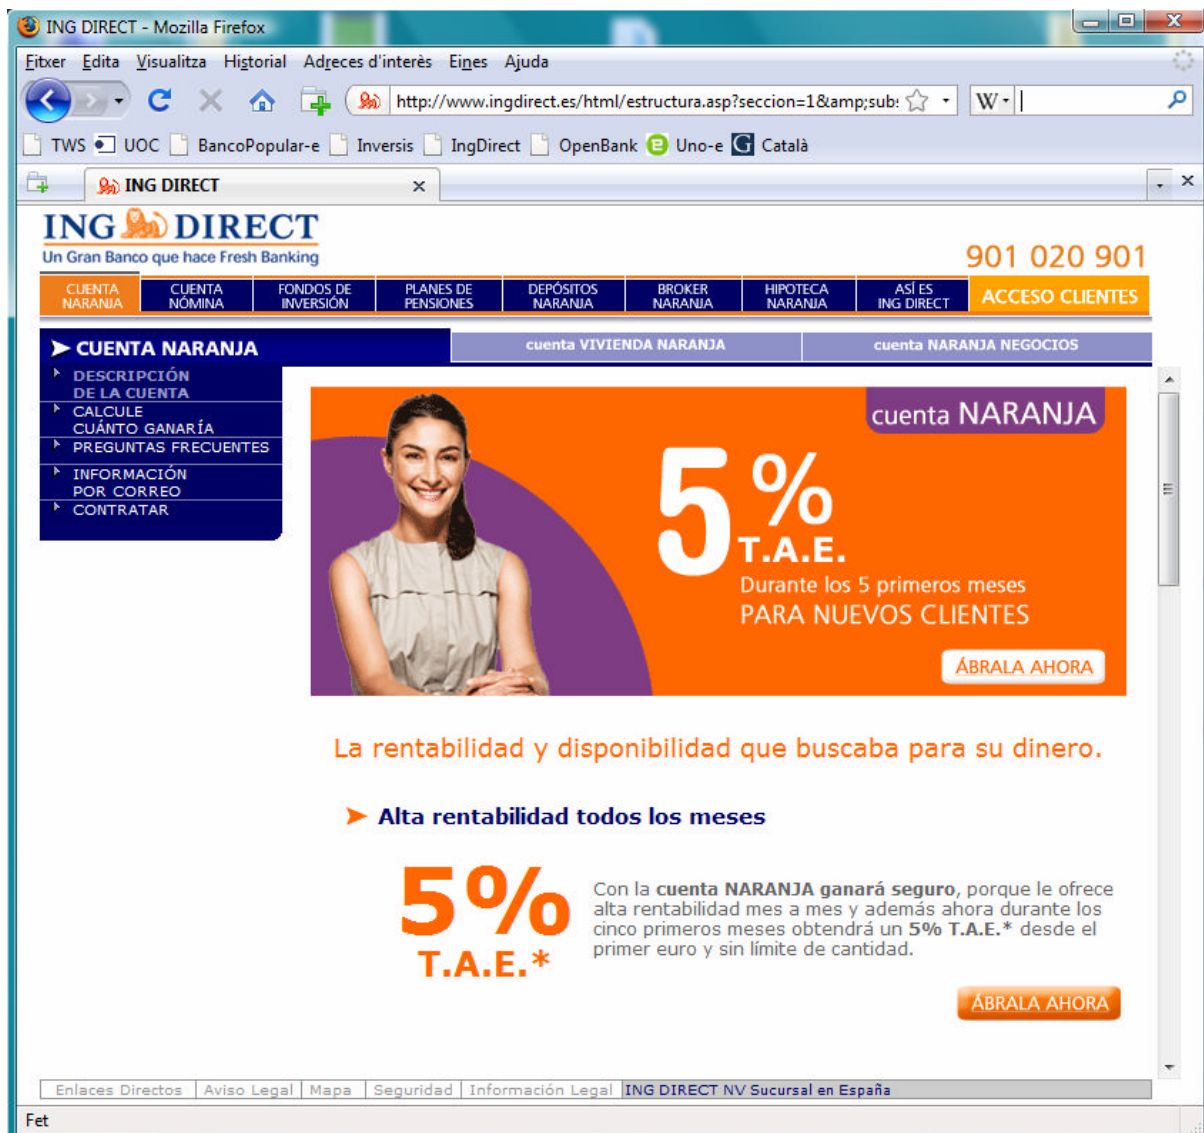 ING DIRECT - Mozilla Firefox
Fitxer Edita Visualitza Historial Adreces d'interès Eines Ajuda
http://www.ingdirect.es/html/estructura.asp?seccion=1&amp;sub:
W
TWS UOC BancoPopular-e Inversis IngDirect OpenBank Uno-e G Català
ING DIRECT
ING DIRECT
Un Gran Banco que hace Fresh Banking
901 020 901
CUENTA NARANJA
CUENTA NÓMINA
FONDOS DE INVERSIÓN
PLANES DE PENSIONES
DEPÓSITOS NARANJA
BROKER NARANJA
HIPOTECA NARANJA
ASÍ ES ING DIRECT
ACCESO CLIENTES
CUENTA NARANJA
cuenta VIVIENDA NARANJA
cuenta NARANJA NEGOCIOS
DESCRIPCIÓN
DE LA CUENTA
CALCULE
CUÁNTO GANARÍA
PREGUNTAS FRECUENTES
INFORMACIÓN
POR CORREO
CONTRATAR
cuenta NARANJA
5%
T.A.E.
Durante los 5 primeros meses
PARA NUEVOS CLIENTES
ÁBRALA AHORA
La rentabilidad y disponibilidad que buscaba para su dinero.
Alta rentabilidad todos los meses
5%
T.A.E.*
Con la cuenta NARANJA ganará seguro, porque le ofrece
alta rentabilidad mes a mes y además ahora durante los
cinco primeros meses obtendrá un 5% T.A.E.* desde el
primer euro y sin límite de cantidad.
ÁBRALA AHORA
Enlaces Directos Aviso Legal Mapa Seguridad Información Legal ING DIRECT NV Sucursal en España
Fet